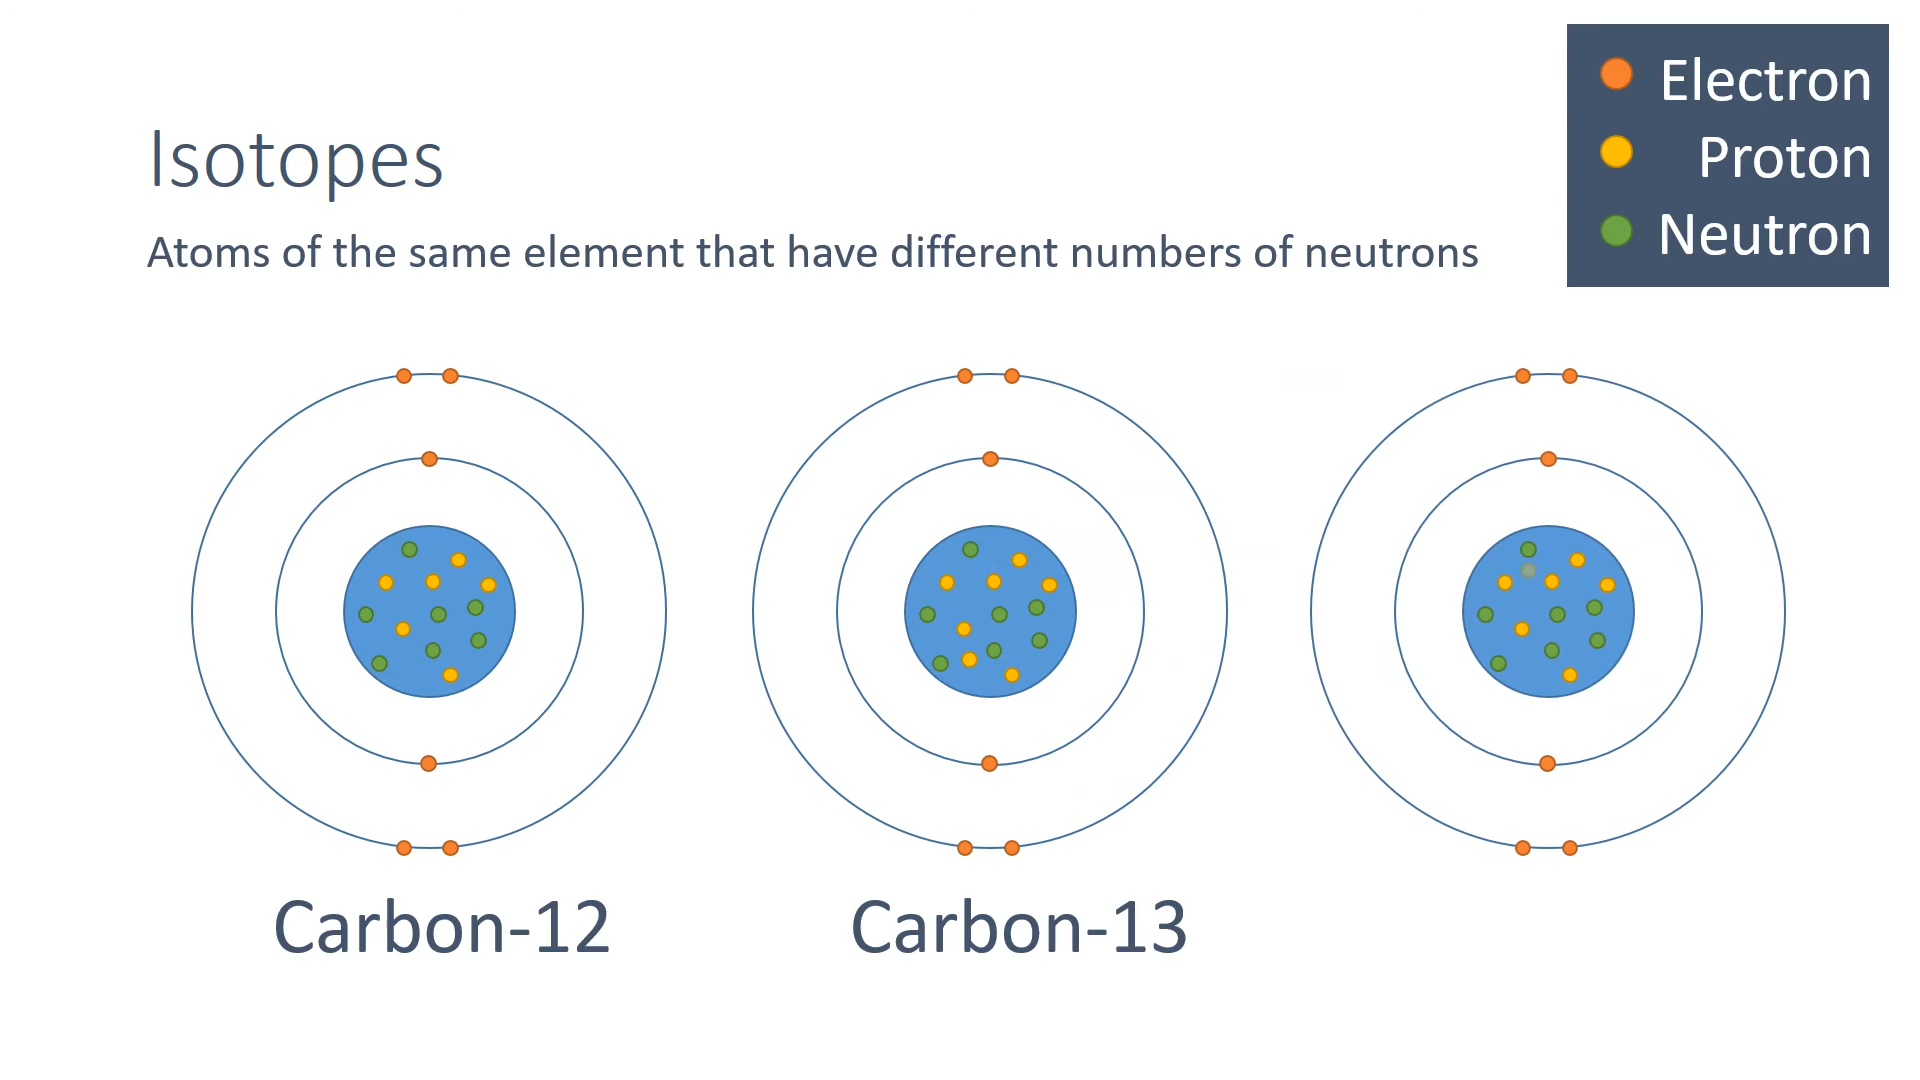 Electron
Proton
Neutron
Isotopes
Atoms of the same element that have different numbers of neutrons
Carbon-12
Carbon-13